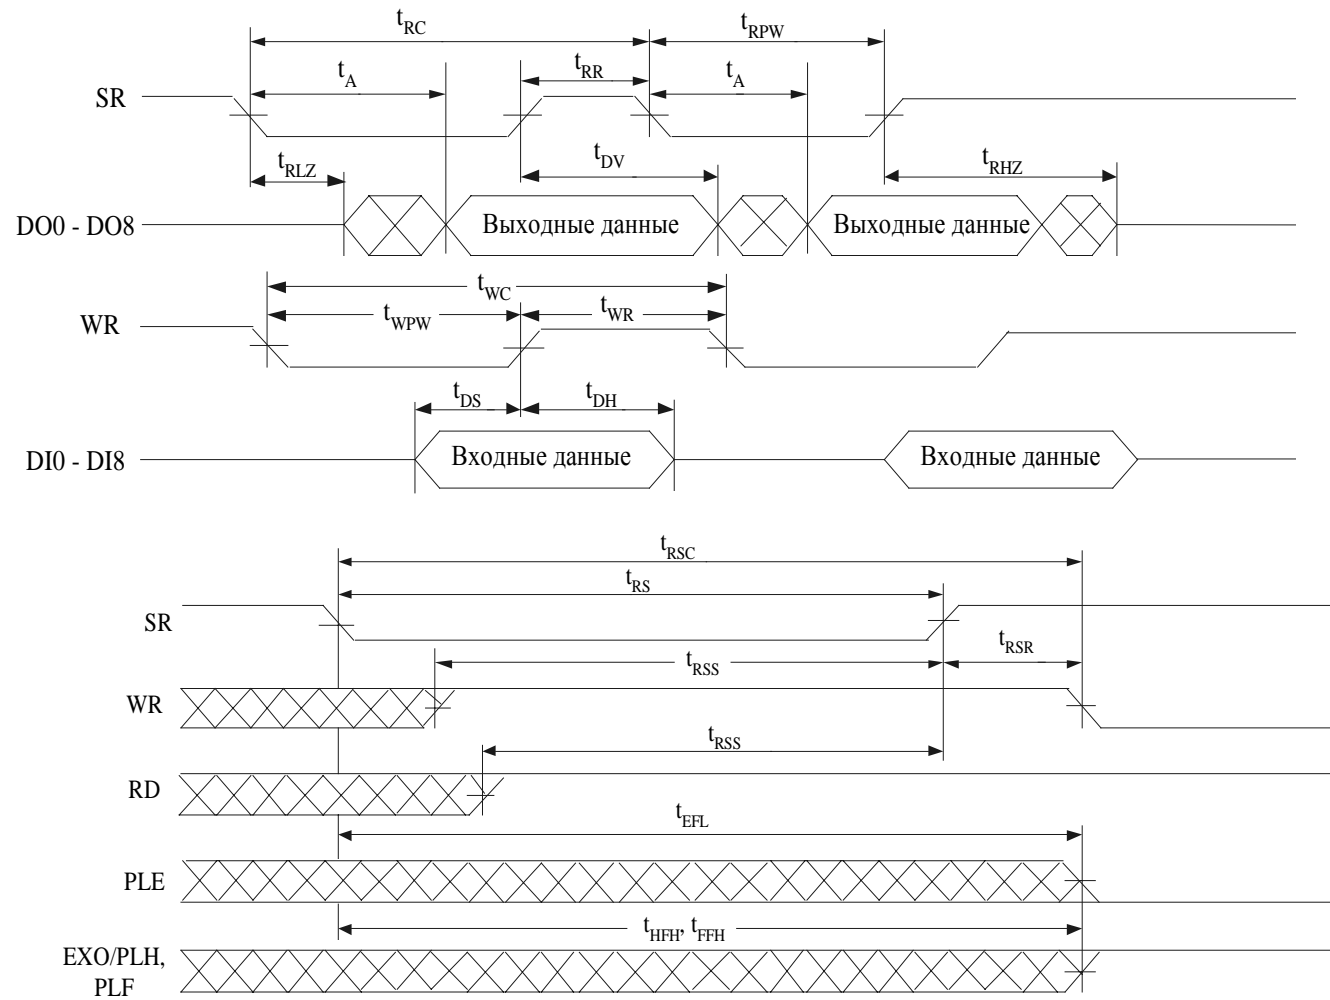 tRC
tRPW
tA
tRR
tA
SR
tRLZ
tDV
tRHZ
DO0 - DO8
Выходные данные
Выходные данные
tWC
WR
tWPW
tWR
tDS
tDH
DI0 - DI8
Входные данные
Входные данные
tRSC
tRS
SR
tRSS
tRSR
WR
tRSS
RD
tEFL
PLE
tHFH, tFFH
EXO/PLH,
PLF